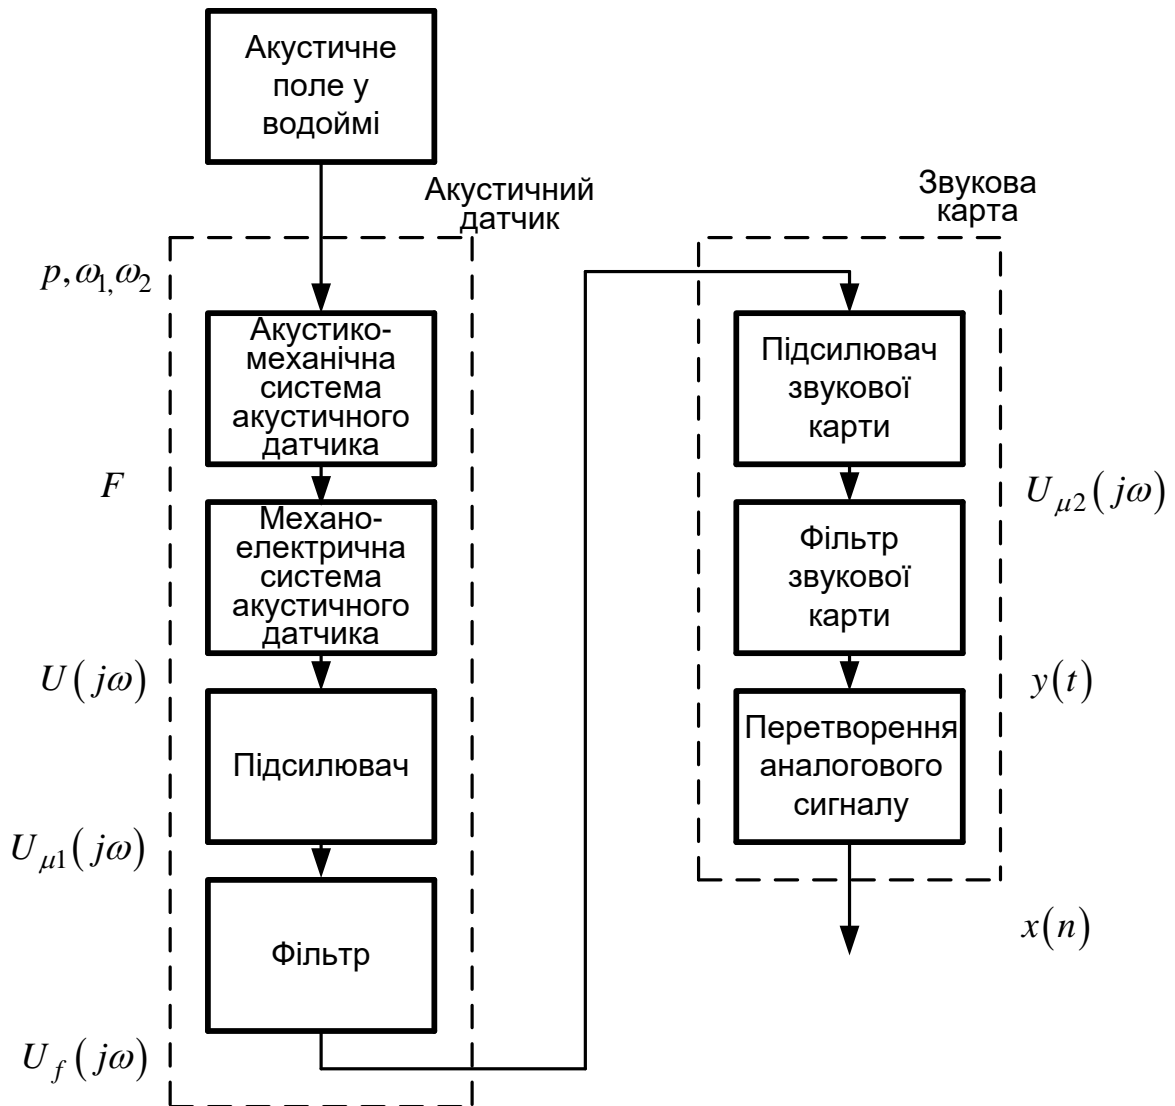 Акустичне
поле у
водоймі
Акустичний
датчик
p, ω₁, ω₂
Акустико-
механічна
система
акустичного
датчика
F
Механо-
електрична
система
акустичного
датчика
U(jω)
Підсилювач
Uμ1(jω)
Фільтр
U_f(jω)
Звукова
карта
Підсилювач
звукової
карти
Uμ2(jω)
Фільтр
звукової
карти
y(t)
Перетворення
аналогового
сигналу
x(n)